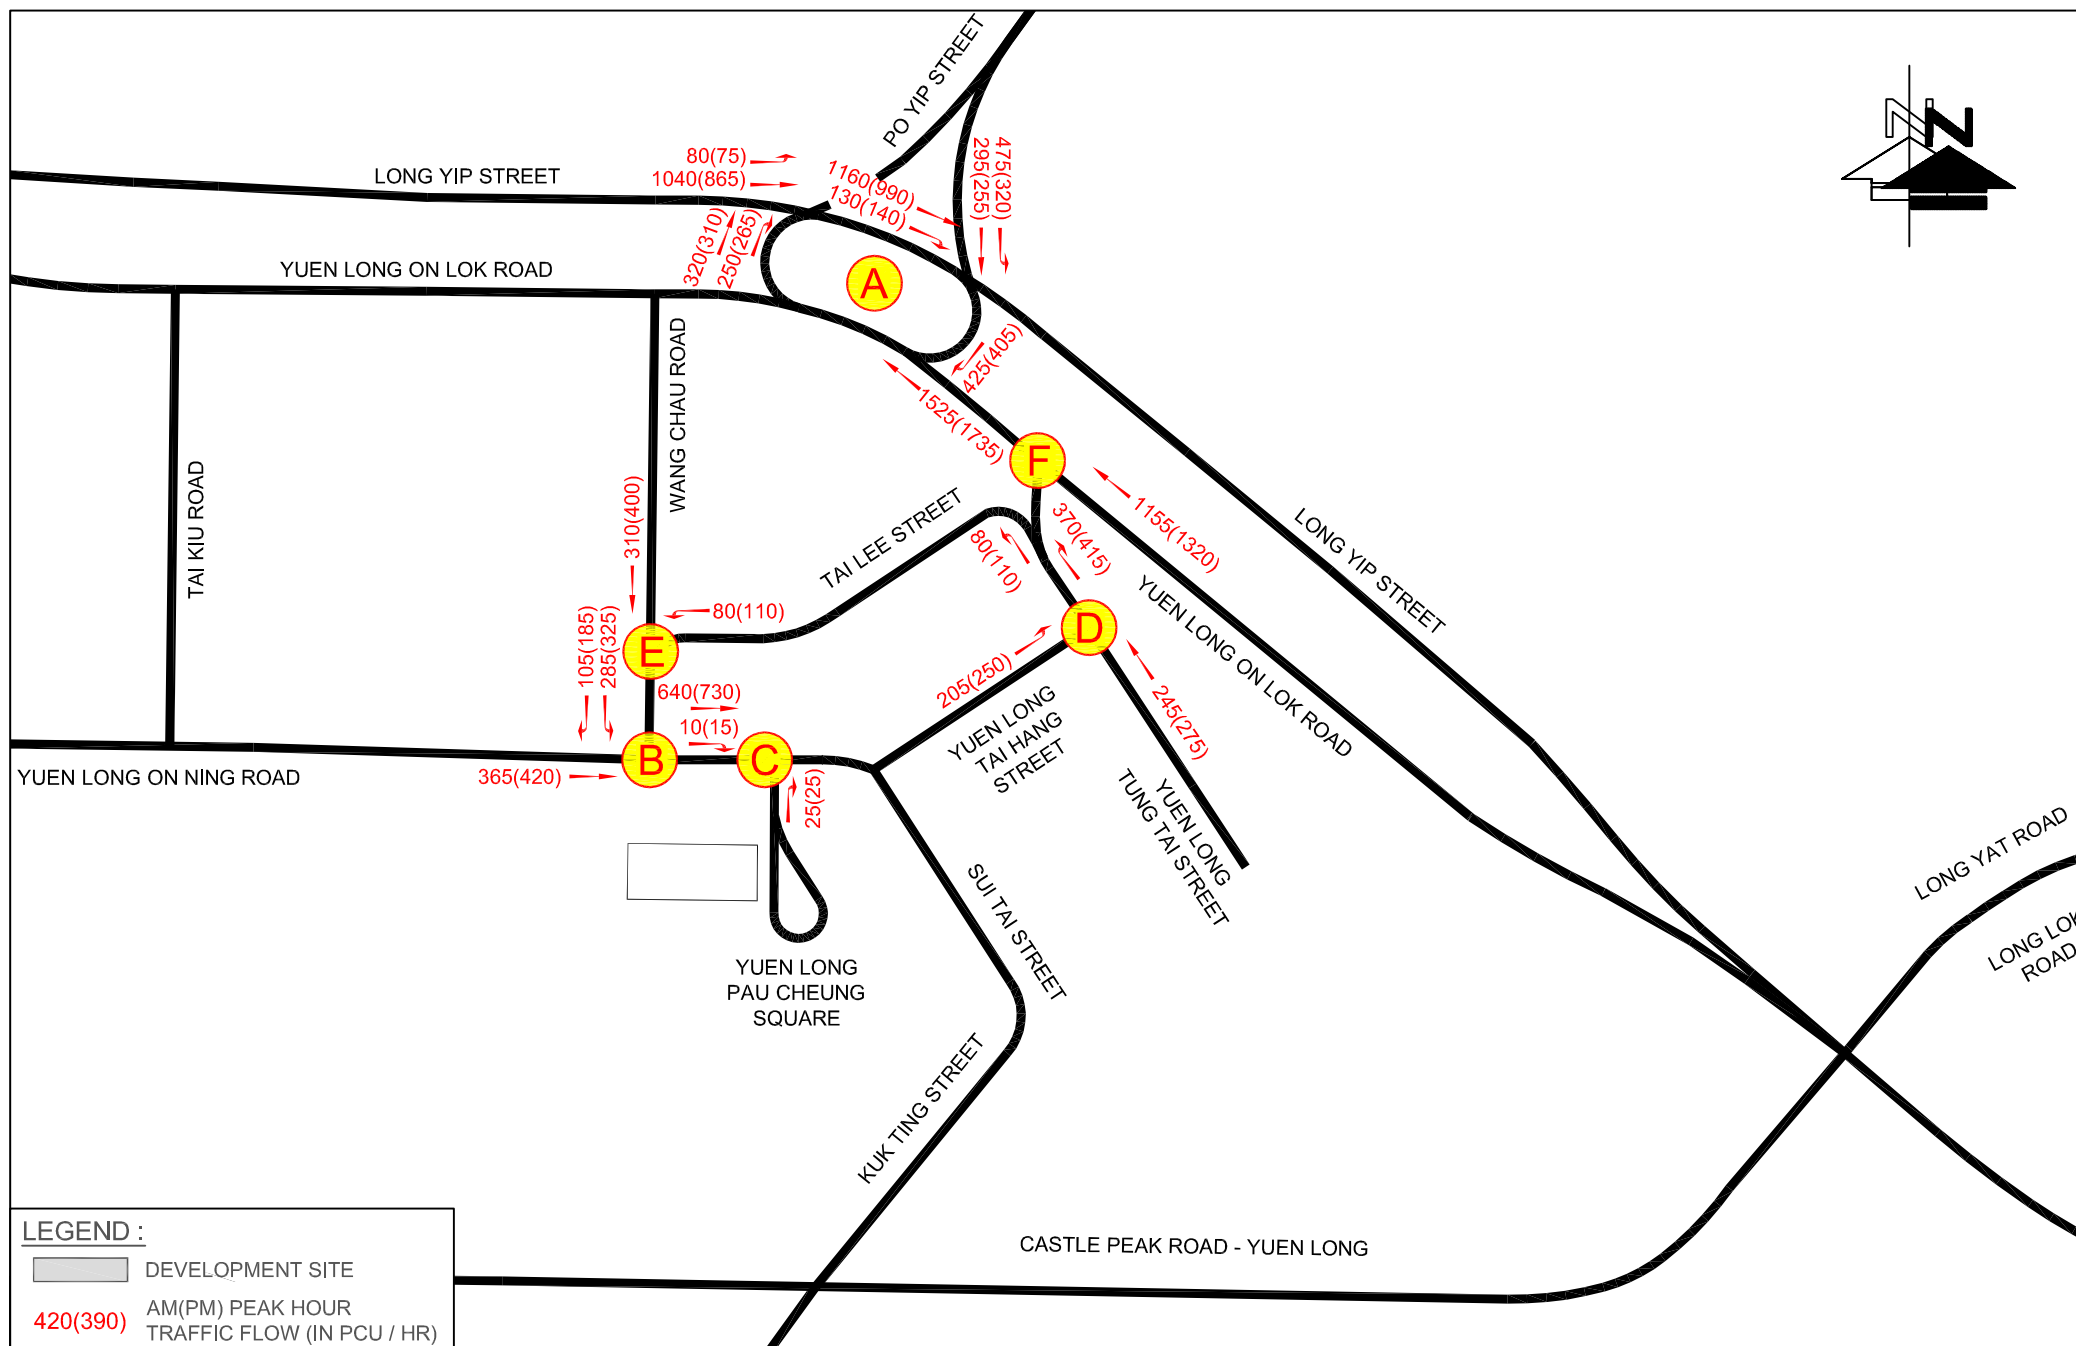 PO YIP STREET
N
LONG YIP STREET
80(75)
1040(865)
1160(990)
130(140)
475(320)
295(255)
320(310)
250(265)
YUEN LONG ON LOK ROAD
A
WANG CHAU ROAD
425(405)
1525(1735)
F
TAI KIU ROAD
310(400)
TAI LEE STREET
80(110)
370(415)
1155(1320)
LONG YIP STREET
YUEN LONG ON LOK ROAD
80(110)
E
D
105(185)
285(325)
640(730)
10(15)
205(250)
245(275)
YUEN LONG
TAI HANG
STREET
YUEN LONG
TUNG TAI STREET
B
C
365(420)
25(25)
YUEN LONG ON NING ROAD
SUI TAI STREET
LONG YAT ROAD
LONG LOK
ROAD
YUEN LONG
PAU CHEUNG
SQUARE
KUK TING STREET
CASTLE PEAK ROAD - YUEN LONG
LEGEND :
DEVELOPMENT SITE
420(390)
AM(PM) PEAK HOUR
TRAFFIC FLOW (IN PCU / HR)